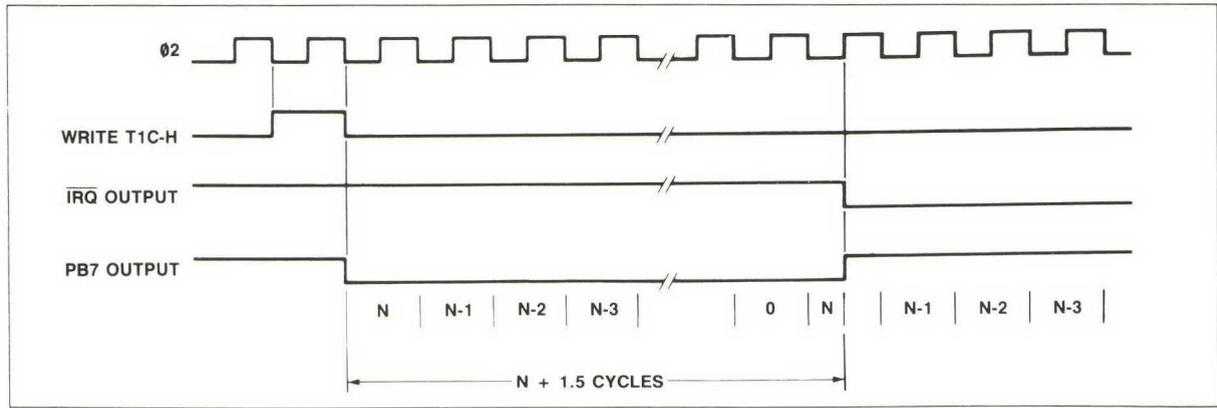 Ø2
WRITE T1C-H
IRQ OUTPUT
PB7 OUTPUT
N N-1 N-2 N-3 0 N N-1 N-2 N-3
N + 1.5 CYCLES